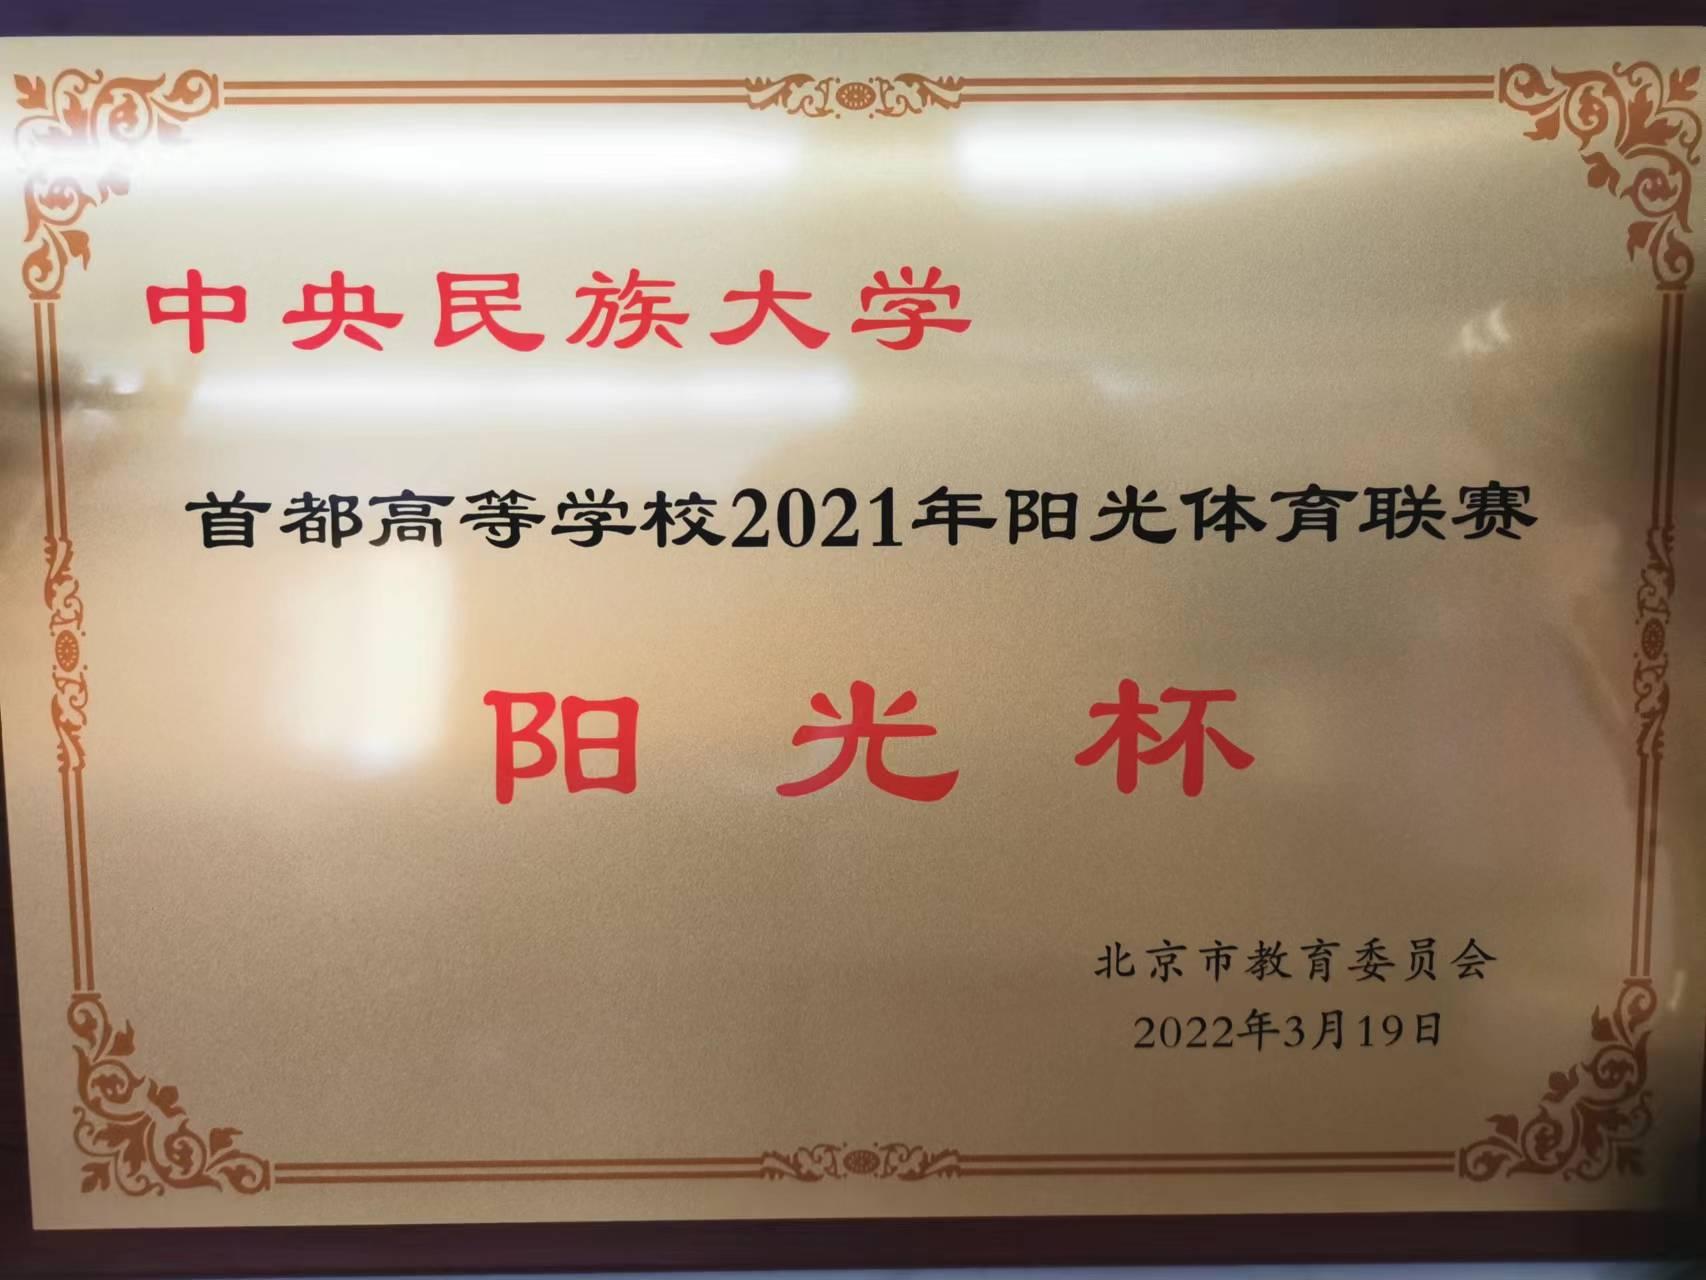 中央民族大学
首都高等学校2021年阳光体育联赛
阳光杯
北京市教育委员会
2022年3月19日